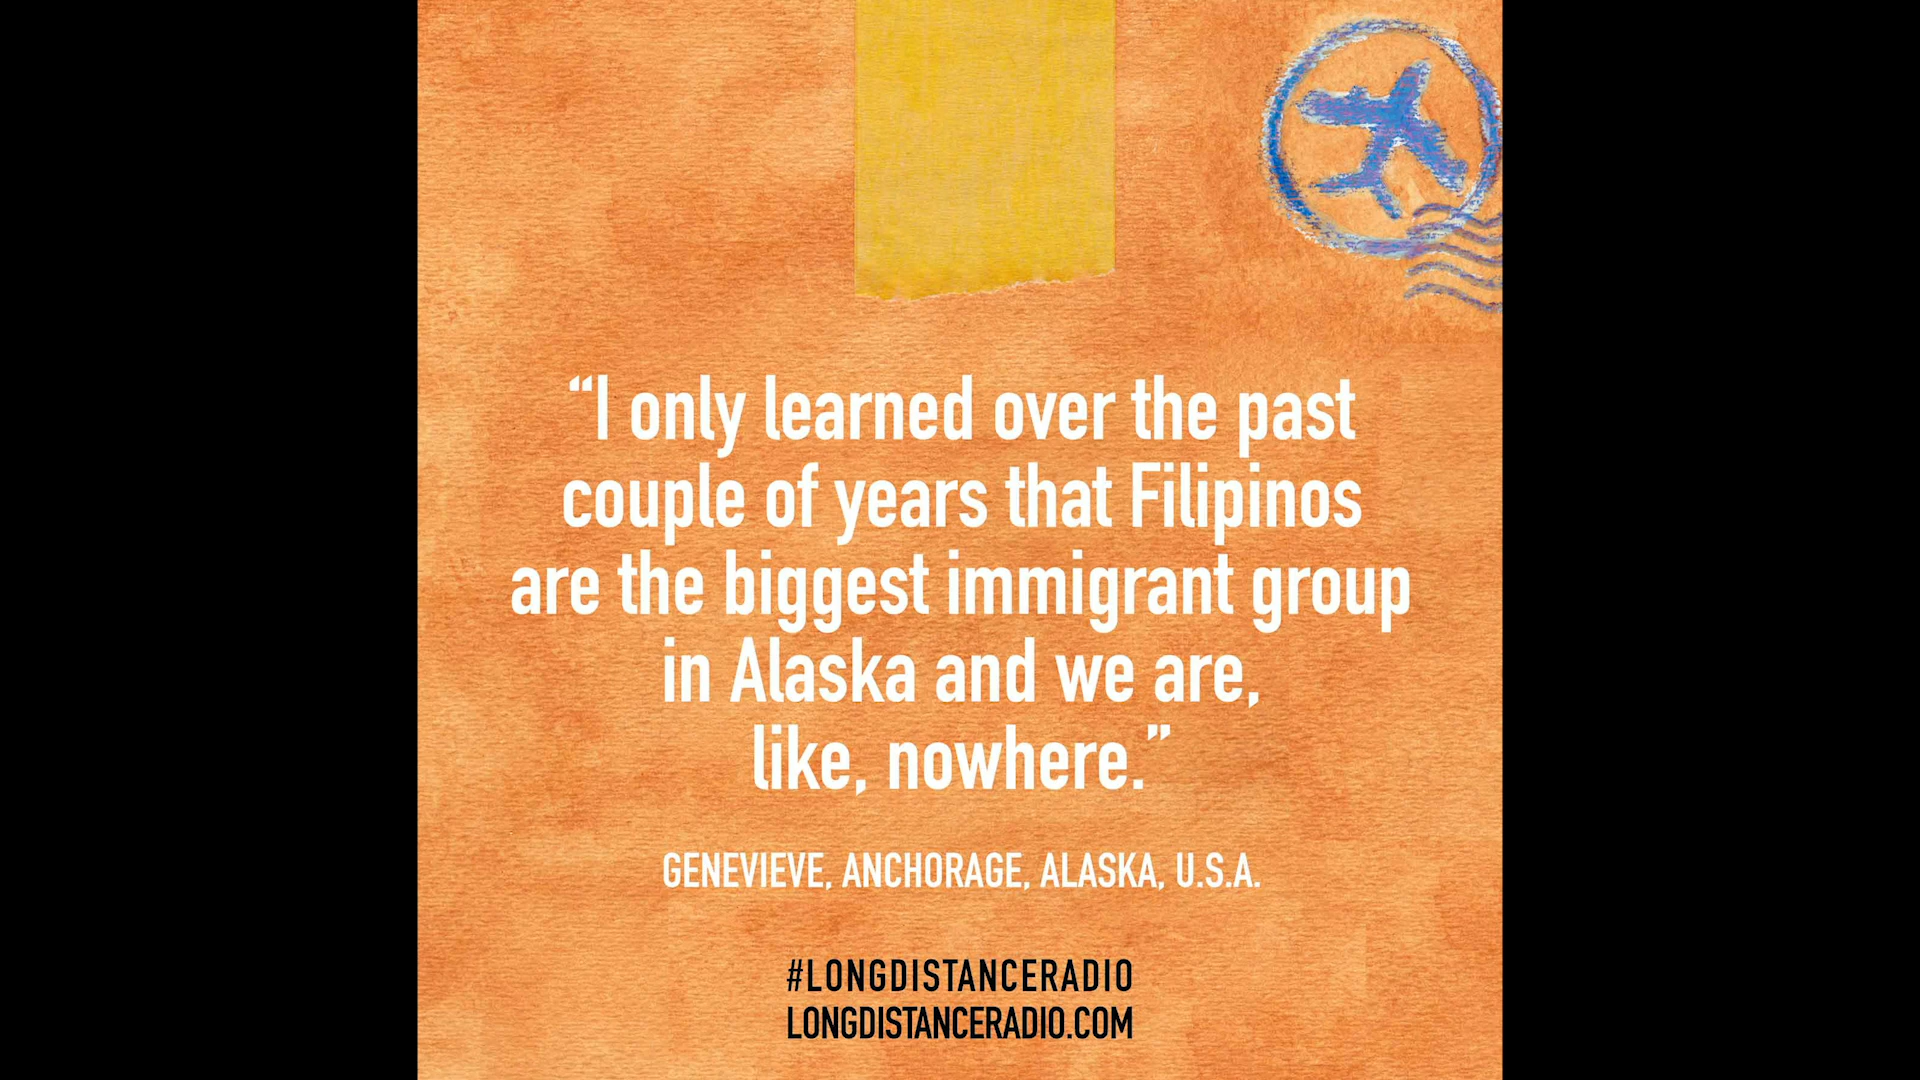 “I only learned over the past
couple of years that Filipinos
are the biggest immigrant group
in Alaska and we are,
like, nowhere.”
GENEVIEVE, ANCHORAGE, ALASKA, U.S.A.
#LONGDISTANCERADIO
LONGDISTANCERADIO.COM